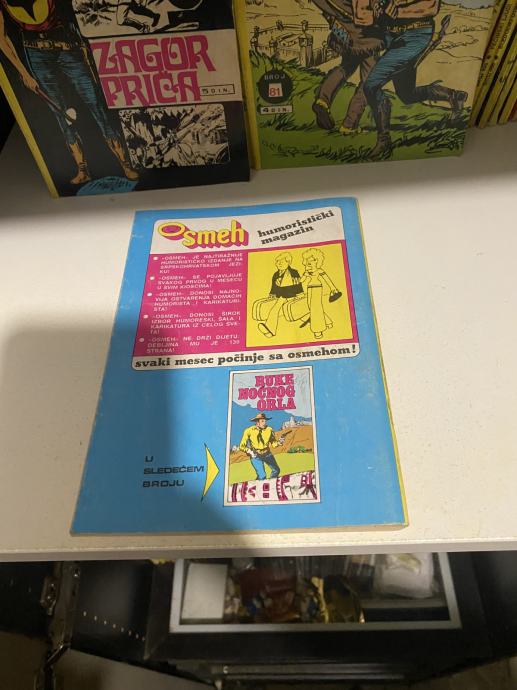 ZAGOR
PRIČA
5 DIN.
BROJ
81
4 DIN.
Osmeh
humoristički
magazin
-OSMEH- JE NAJTIRAŽNIJE
HUMORISTIČKO IZDANJE NA
SRPSKOHRVATSKOM JEZI-
KU!
-OSMEH- SE POJAVLJUJE
SVAKOG PRVOG U MESECU
U SVIM KIOSCIMA!
-OSMEH- DONOSI NAJNO-
VIJA OSTVARENJA DOMAĆIH
HUMORISTA I KARIKATURI-
STA!
-OSMEH- DONOSI ŠIROK
IZBOR HUMORESKI, ŠALA I
KARIKATURA IZ CELOG SVE-
TA!
-OSMEH- NE DRŽI DIJETU:
DEBLJINA MU JE 130
STRANA!
svaki mesec počinje sa osmehom!
RUKE
NOĆNOG
ORLA
U
SLEDEĆEM
BROJU